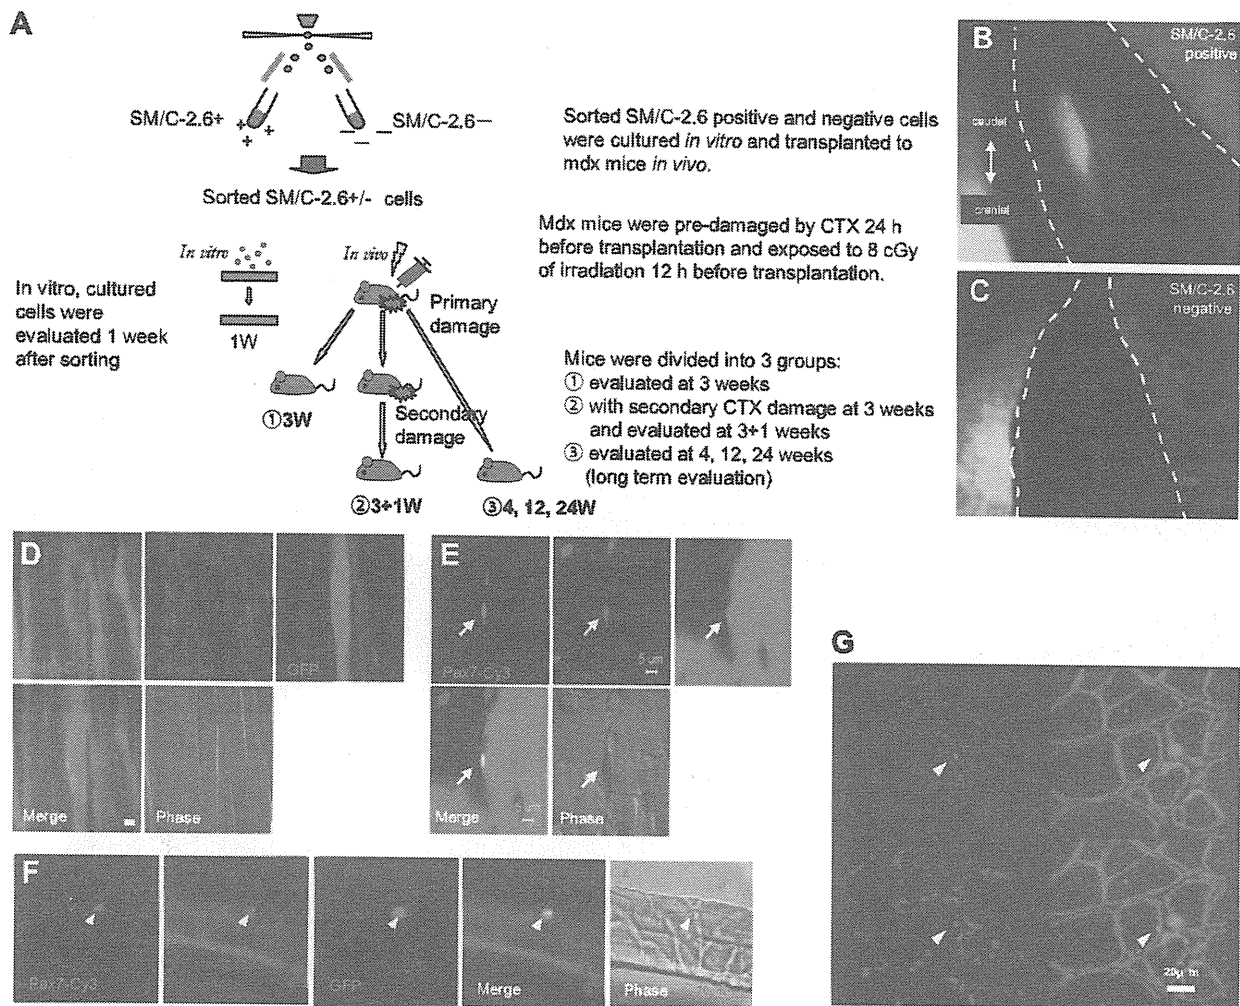 A
SM/C-2.6+
SM/C-2.6—
+
+
+
—
—
—
Sorted SM/C-2.6+/- cells
Sorted SM/C-2.6 positive and negative cells
were cultured in vitro and transplanted to
mdx mice in vivo.
Mdx mice were pre-damaged by CTX 24 h
before transplantation and exposed to 8 cGy
of irradiation 12 h before transplantation.
In vitro
In vivo
In vitro, cultured
cells were
evaluated 1 week
after sorting
1W
Primary
damage
①3W
Secondary
damage
②3+1W
③4, 12, 24W
Mice were divided into 3 groups:
① evaluated at 3 weeks
② with secondary CTX damage at 3 weeks
and evaluated at 3+1 weeks
③ evaluated at 4, 12, 24 weeks
(long term evaluation)
B
SM/C-2.6
positive
caudal
cranial
C
SM/C-2.6
negative
D
GFP
Merge
Phase
E
Pax7-Cy3
5 µm
Merge
Phase
F
Pax7-Cy3
GFP
Merge
Phase
G
20µm